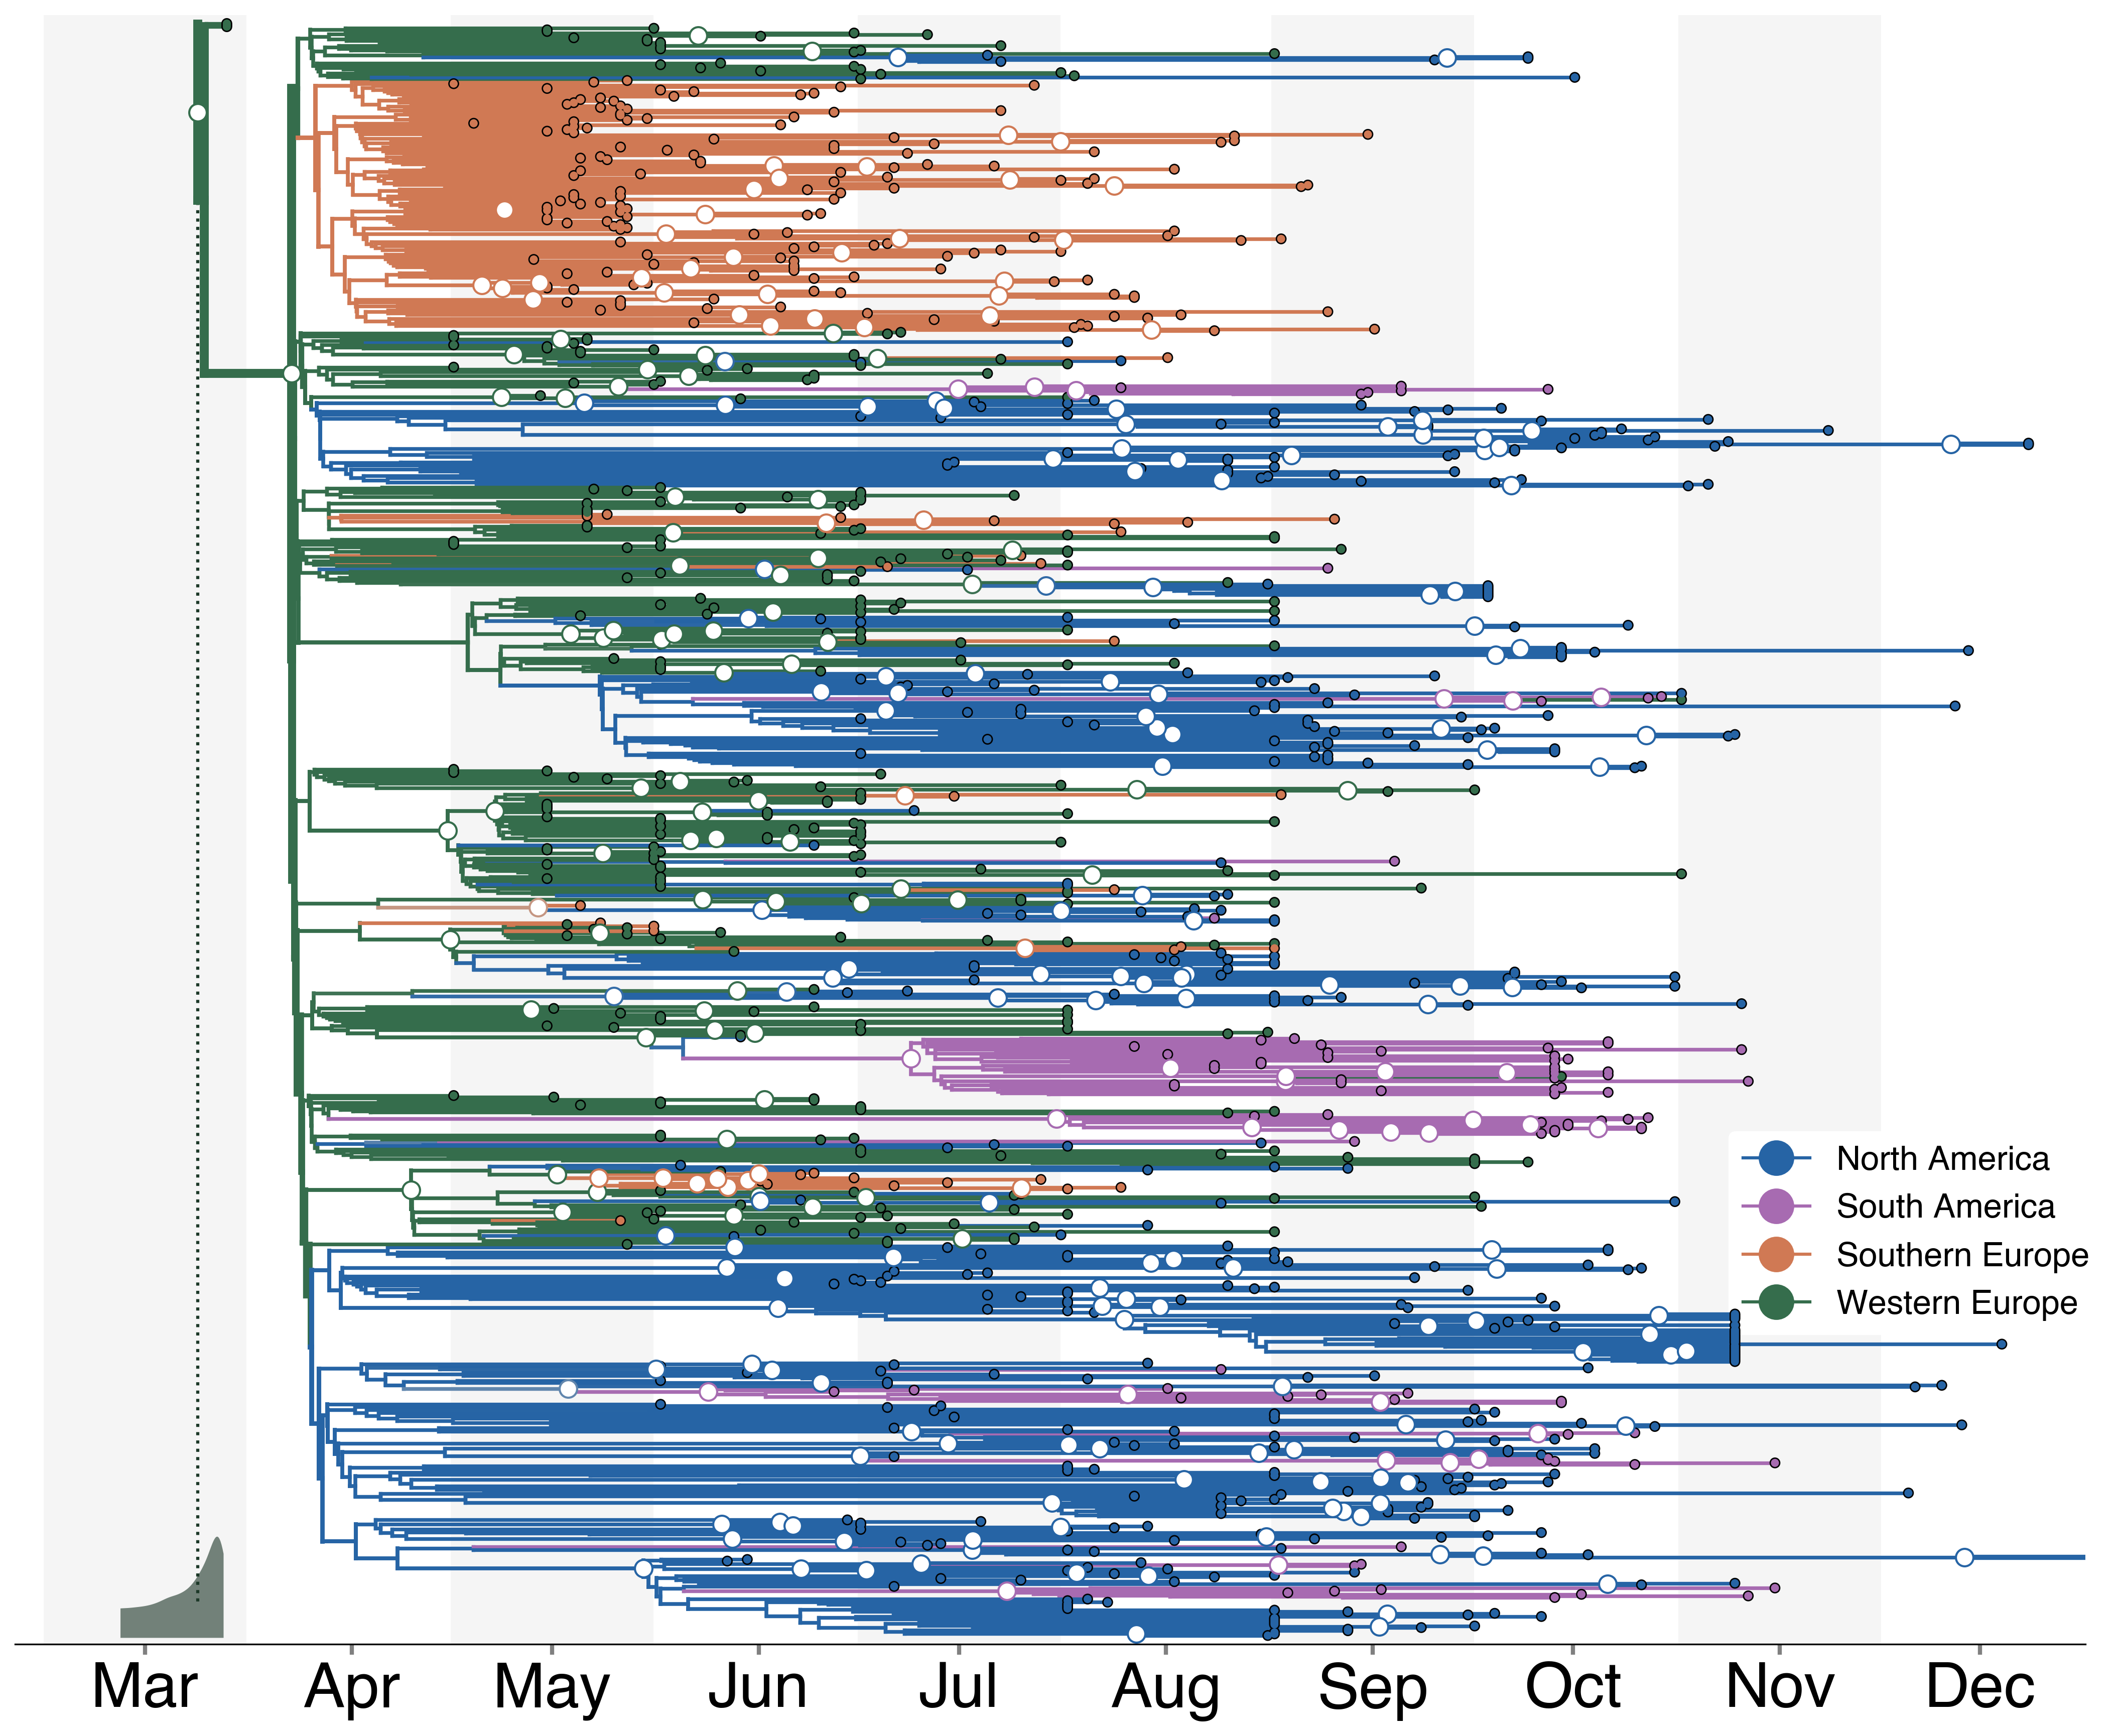 North America
South America
Southern Europe
Western Europe
Mar Apr May Jun Jul Aug Sep Oct Nov Dec